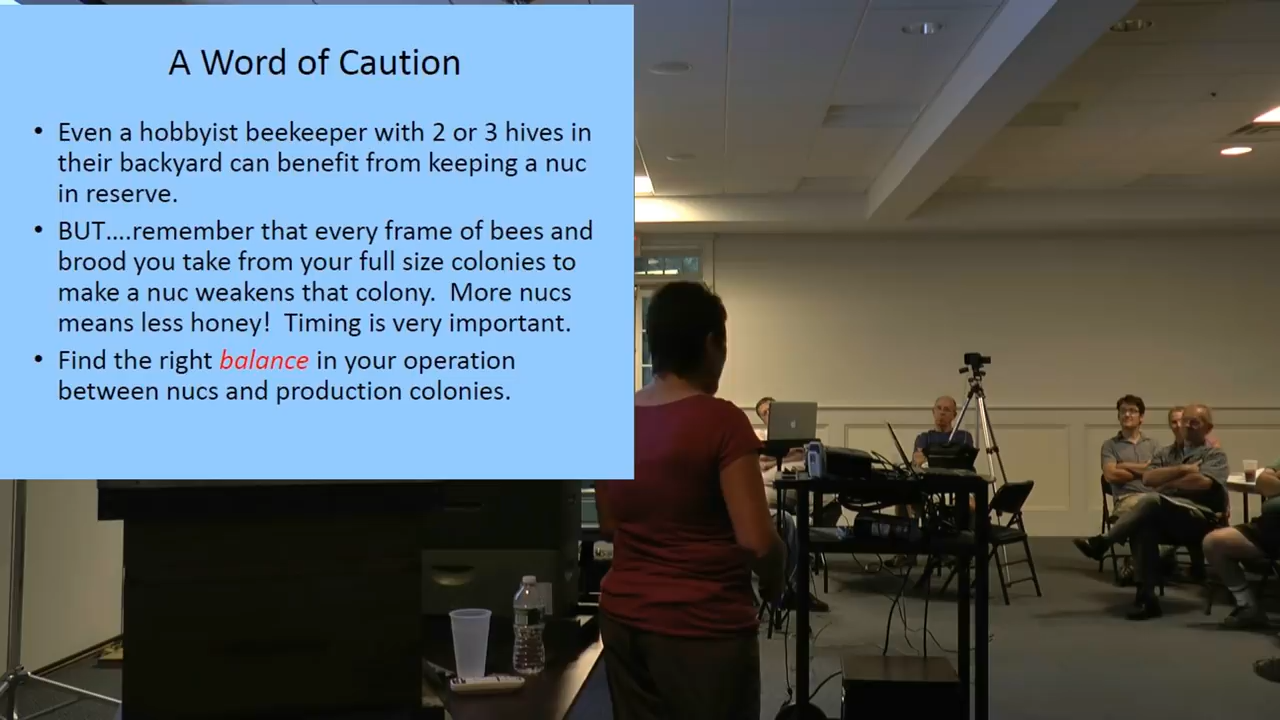 A Word of Caution
• Even a hobbyist beekeeper with 2 or 3 hives in
their backyard can benefit from keeping a nuc
in reserve.
• BUT....remember that every frame of bees and
brood you take from your full size colonies to
make a nuc weakens that colony.  More nucs
means less honey!  Timing is very important.
• Find the right balance in your operation
between nucs and production colonies.